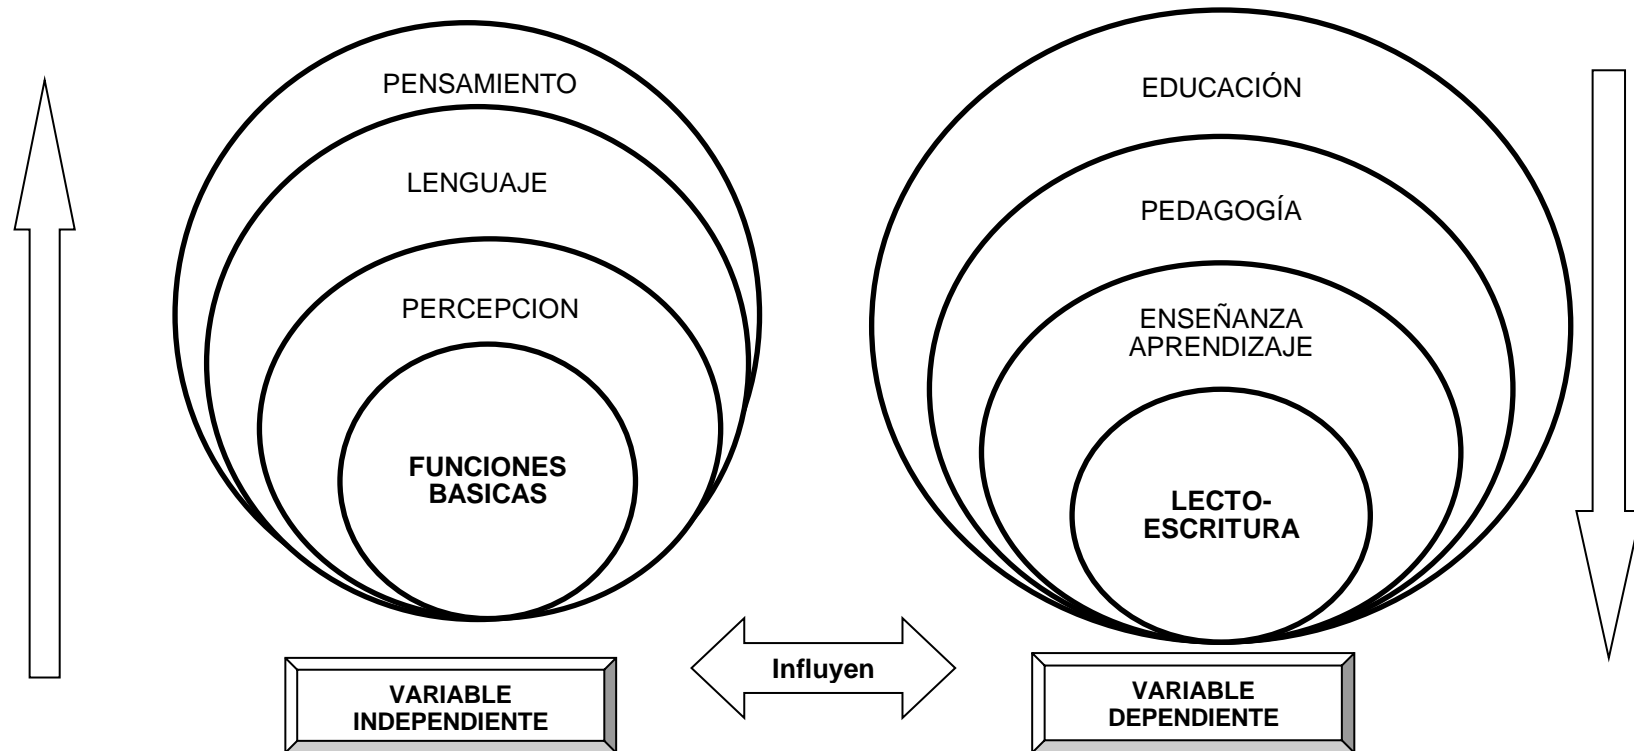 PENSAMIENTO
LENGUAJE
PERCEPCION
FUNCIONES
BASICAS
EDUCACIÓN
PEDAGOGÍA
ENSEÑANZA
APRENDIZAJE
LECTO-
ESCRITURA
Influyen
VARIABLE
INDEPENDIENTE
VARIABLE
DEPENDIENTE